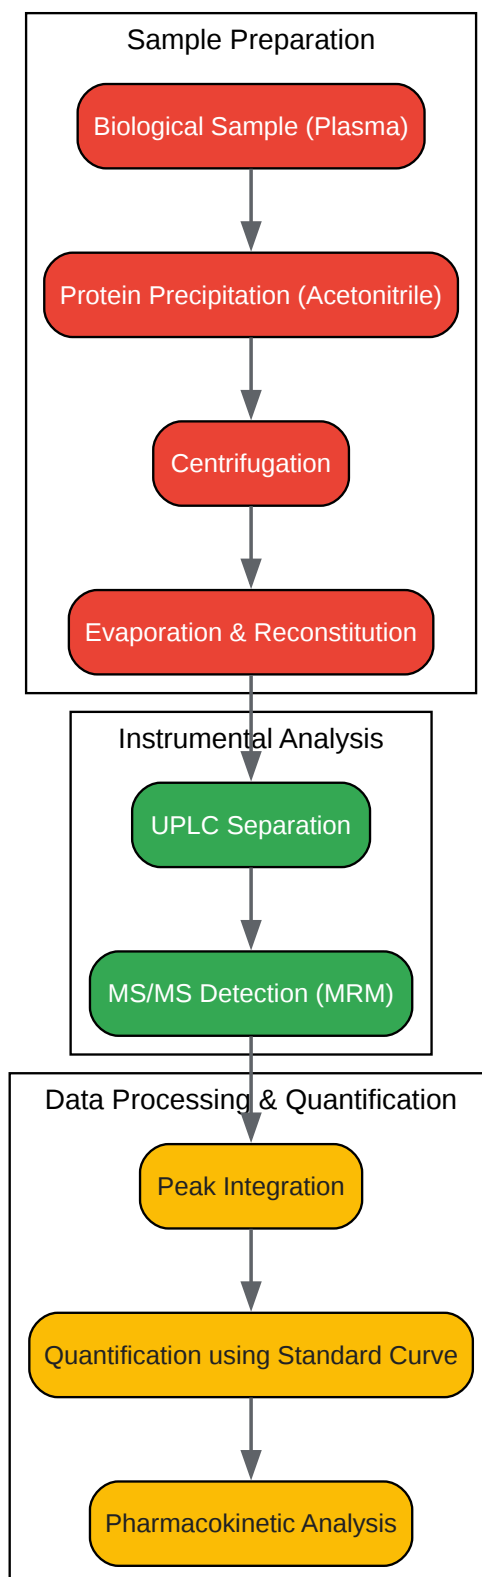 Sample Preparation
Biological Sample (Plasma)
Protein Precipitation (Acetonitrile)
Centrifugation
Evaporation & Reconstitution
Instrumental Analysis
UPLC Separation
MS/MS Detection (MRM)
Data Processing & Quantification
Peak Integration
Quantification using Standard Curve
Pharmacokinetic Analysis